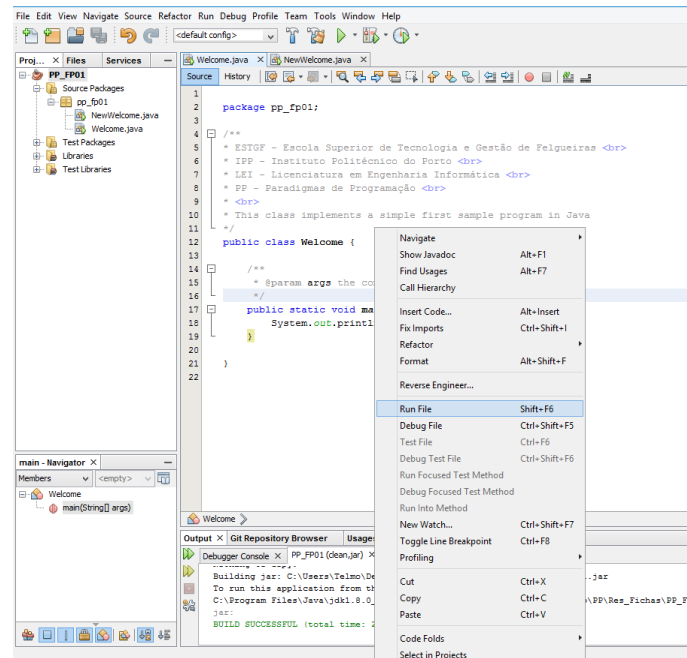 File Edit View Navigate Source Refactor Run Debug Profile Team Tools Window Help
<default config>
Proj... × Files Services
PP_FP01
Source Packages
pp_fp01
NewWelcome.java
Welcome.java
Test Packages
Libraries
Test Libraries
Welcome.java × NewWelcome.java ×
Source History
1
2 package pp_fp01;
3
4 /**
5 * ESTGF - Escola Superior de Tecnologia e Gestão de Felgueiras <br>
6 * IPP - Instituto Politécnico do Porto <br>
7 * LEI - Licenciatura em Engenharia Informática <br>
8 * PP - Paradigmas de Programação <br>
9 * <br>
10 * This class implements a simple first sample program in Java
11 */
12 public class Welcome {
13
14 /**
15 * @param args the co
16 */
17 public static void ma
18 System.out.printl
19 }
20
21 }
22
Navigate
Show Javadoc Alt+F1
Find Usages Alt+F7
Call Hierarchy
Insert Code... Alt+Insert
Fix Imports Ctrl+Shift+I
Refactor
Format Alt+Shift+F
Reverse Engineer...
Run File Shift+F6
Debug File Ctrl+Shift+F5
Test File Ctrl+F6
Debug Test File Ctrl+Shift+F6
Run Focused Test Method
Debug Focused Test Method
Run Into Method
New Watch... Ctrl+Shift+F7
Toggle Line Breakpoint Ctrl+F8
Profiling
Cut Ctrl+X
Copy Ctrl+C
Paste Ctrl+V
Code Folds
Select in Projects
main - Navigator ×
Members <empty>
Welcome
main(String[] args)
Welcome
Output × Git Repository Browser Usages
Debugger Console × PP_FP01 (clean,jar) ×
Building jar: C:\Users\Telmo\De .jar
To run this application from th
C:\Program Files\Java\jdk1.8.0_ \PP\Res_Fichas\PP_F
jar:
BUILD SUCCESSFUL (total time: 2